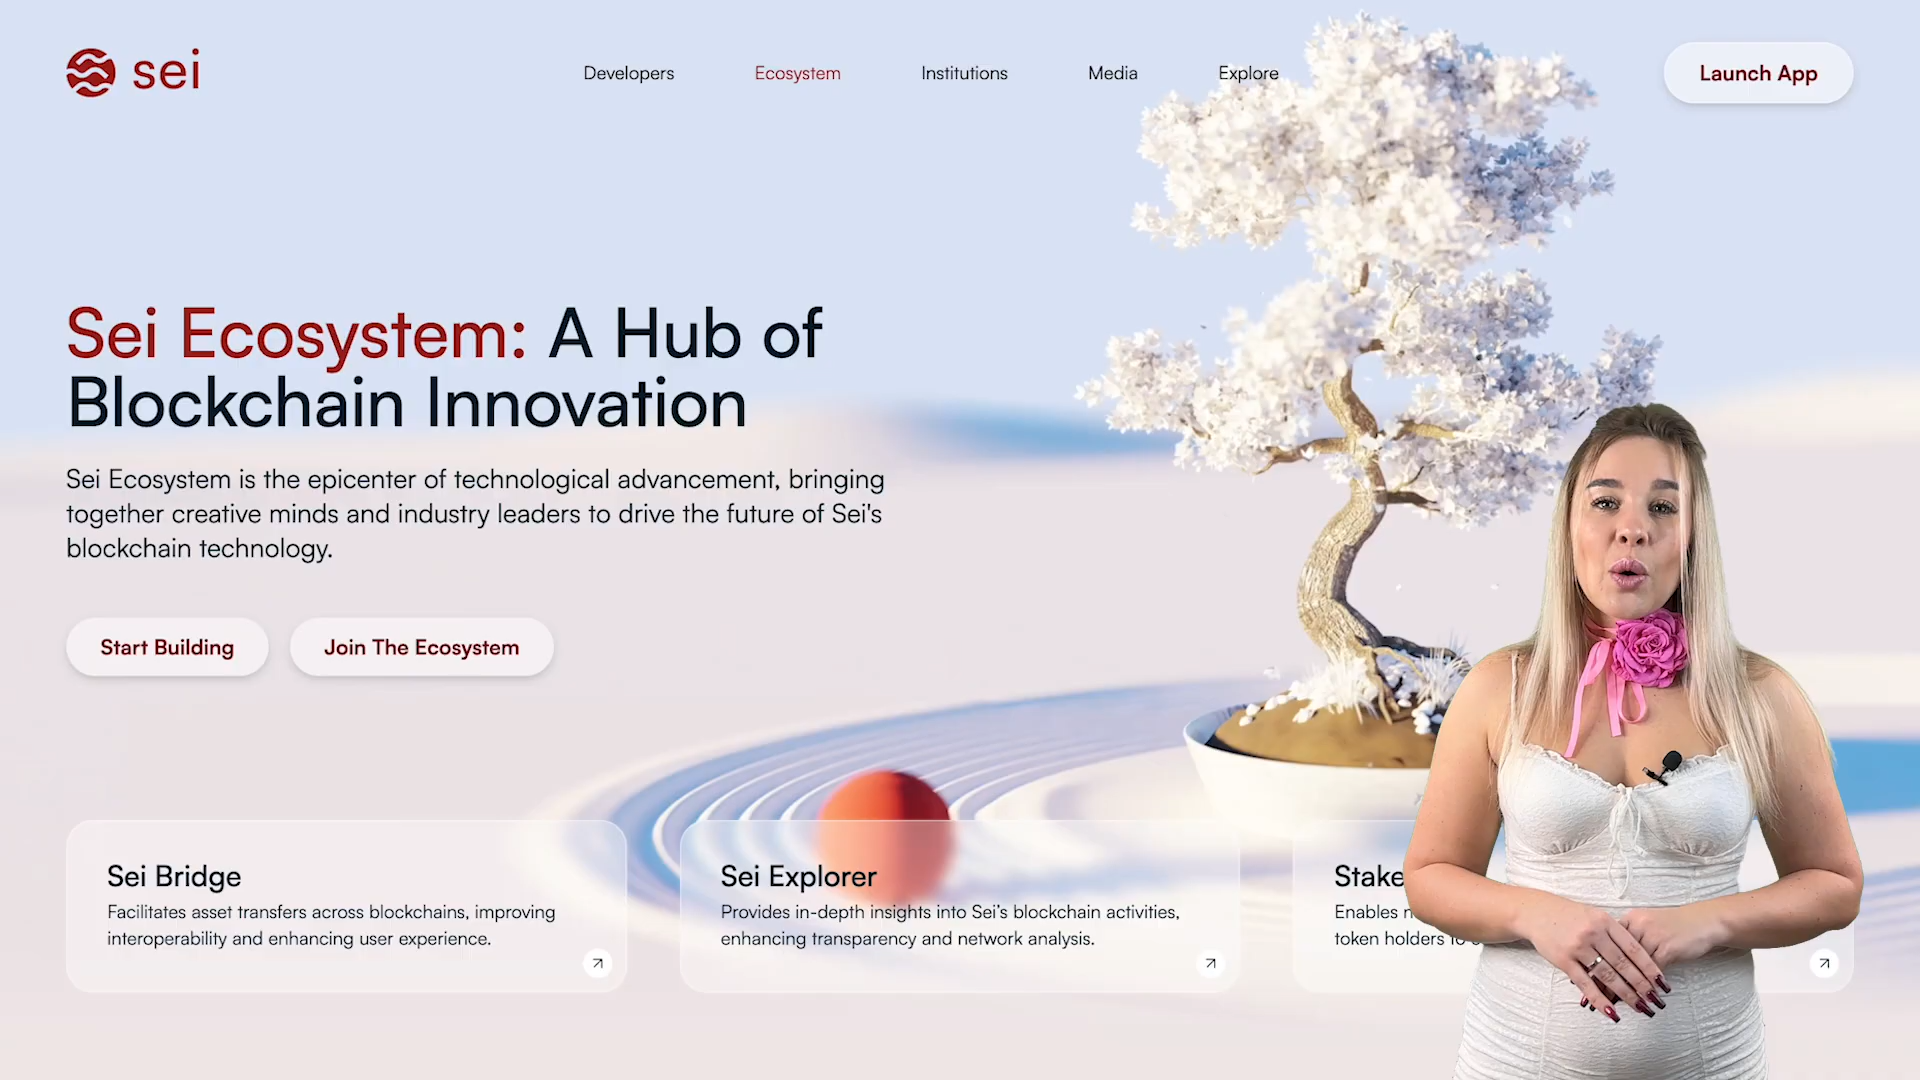 sei
Developers
Ecosystem
Institutions
Media
Explore
Launch App
Sei Ecosystem: A Hub of
Blockchain Innovation
Sei Ecosystem is the epicenter of technological advancement, bringing
together creative minds and industry leaders to drive the future of Sei's
blockchain technology.
Start Building
Join The Ecosystem
Sei Bridge
Facilitates asset transfers across blockchains, improving
interoperability and enhancing user experience.
Sei Explorer
Provides in-depth insights into Sei’s blockchain activities,
enhancing transparency and network analysis.
Stake
Enables
token holders to